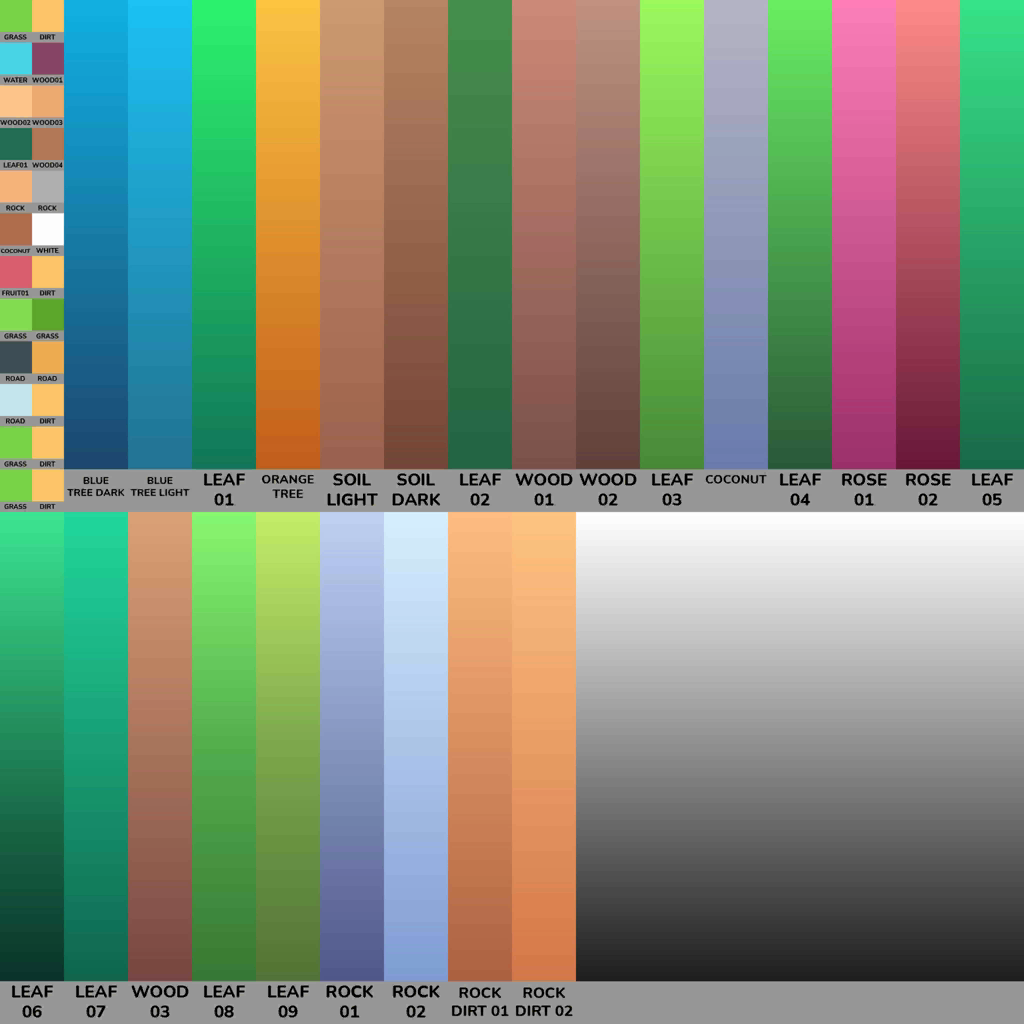 GRASS DIRT
WATER WOOD01
WOOD02 WOOD03
LEAF01 WOOD04
ROCK ROCK
COCONUT WHITE
FRUIT01 DIRT
GRASS GRASS
ROAD ROAD
ROAD DIRT
GRASS DIRT
GRASS DIRT
BLUE
TREE DARK
BLUE
TREE LIGHT
LEAF
01
ORANGE
TREE
SOIL
LIGHT
SOIL
DARK
LEAF
02
WOOD
01
WOOD
02
LEAF
03
COCONUT
LEAF
04
ROSE
01
ROSE
02
LEAF
05
LEAF
06
LEAF
07
WOOD
03
LEAF
08
LEAF
09
ROCK
01
ROCK
02
ROCK
DIRT 01
ROCK
DIRT 02